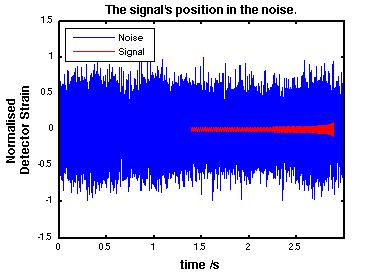 The signal's position in the noise.
1.5
Noise
Signal
1
0.5
0
-0.5
-1
-1.5
Normalised
Detector Strain
0
0.5
1
1.5
2
2.5
time /s